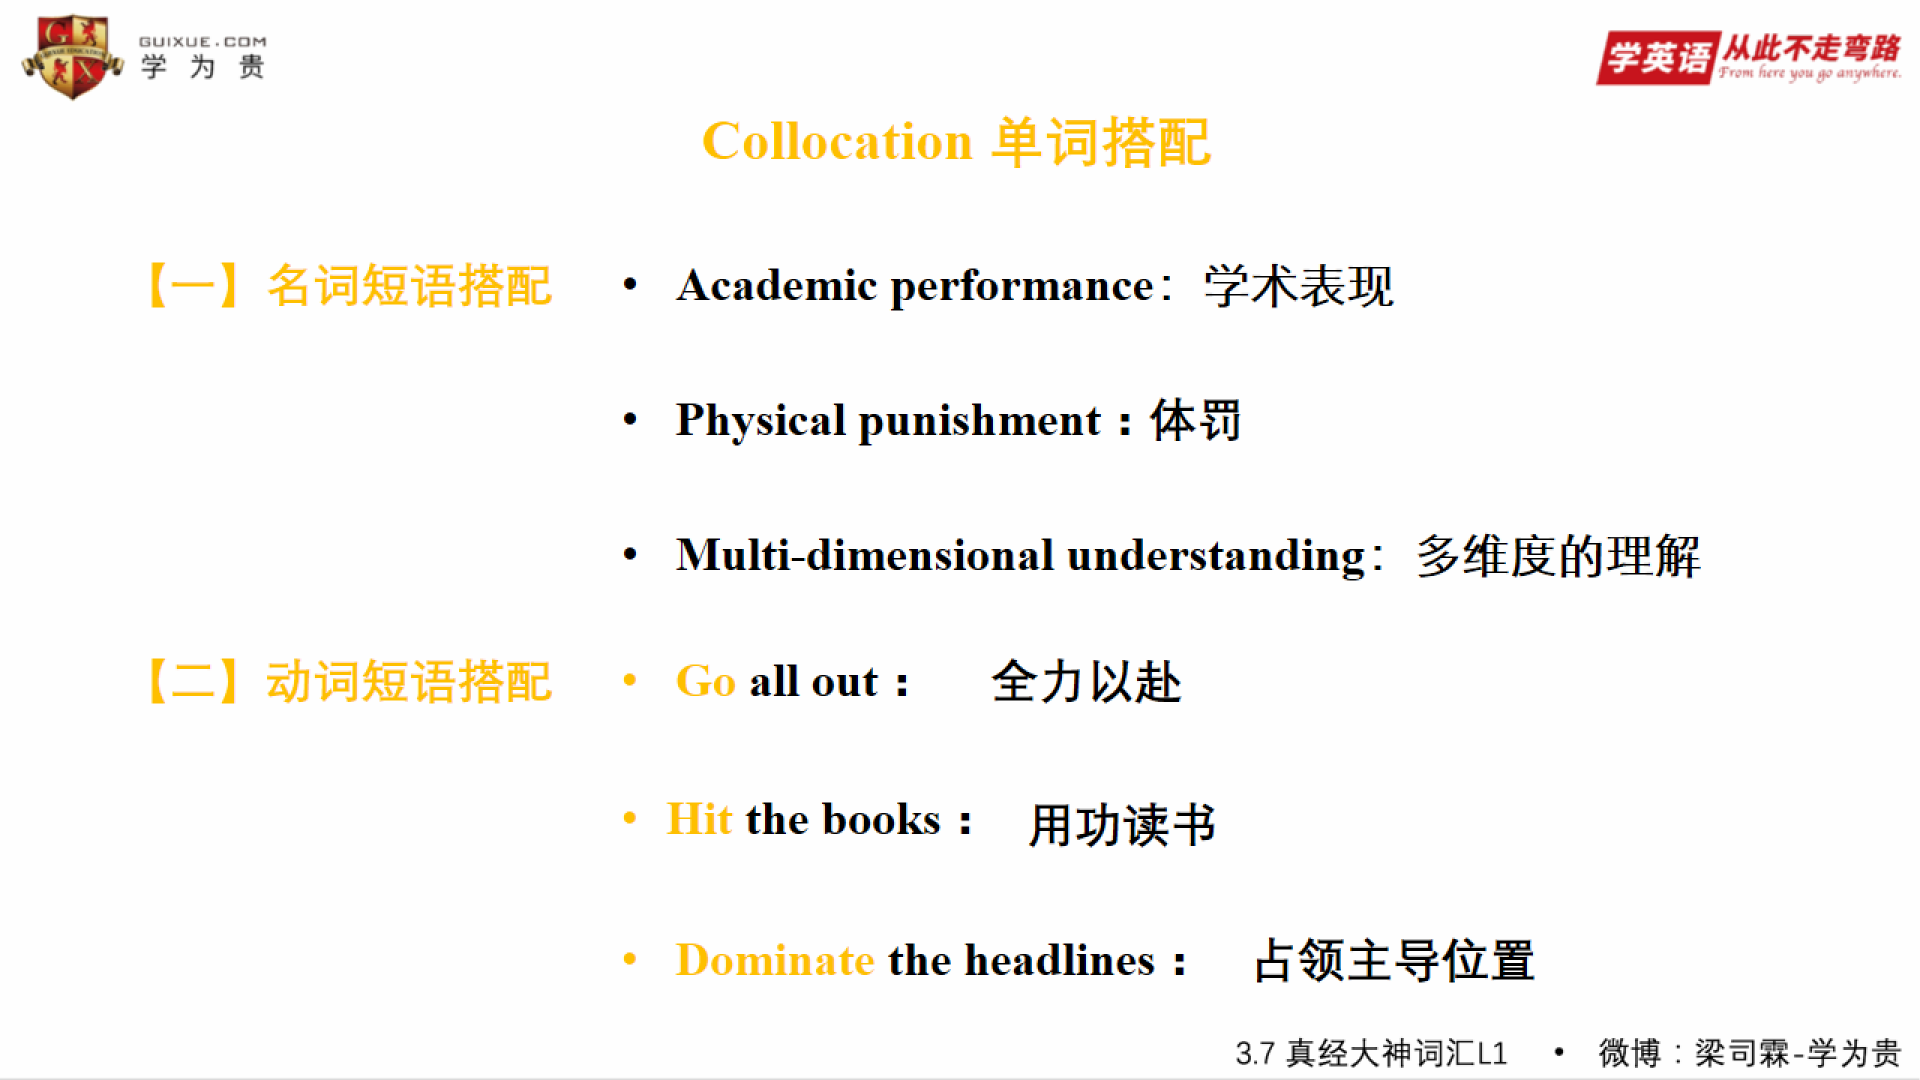 GUIXUE.COM
学为贵
学英语 从此不走弯路
From here you go anywhere.
Collocation 单词搭配
【一】名词短语搭配
• Academic performance：学术表现
• Physical punishment：体罚
• Multi-dimensional understanding：多维度的理解
【二】动词短语搭配
• Go all out： 全力以赴
• Hit the books： 用功读书
• Dominate the headlines： 占领主导位置
3.7 真经大神词汇L1 • 微博：梁司霖-学为贵